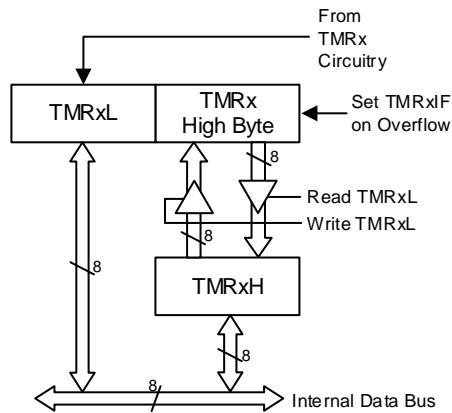 From
TMRx
Circuitry
TMRxL
TMRx
High Byte
Set TMRxIF
on Overflow
8
Read TMRxL
Write TMRxL
8
8
TMRxH
8
8
Internal Data Bus